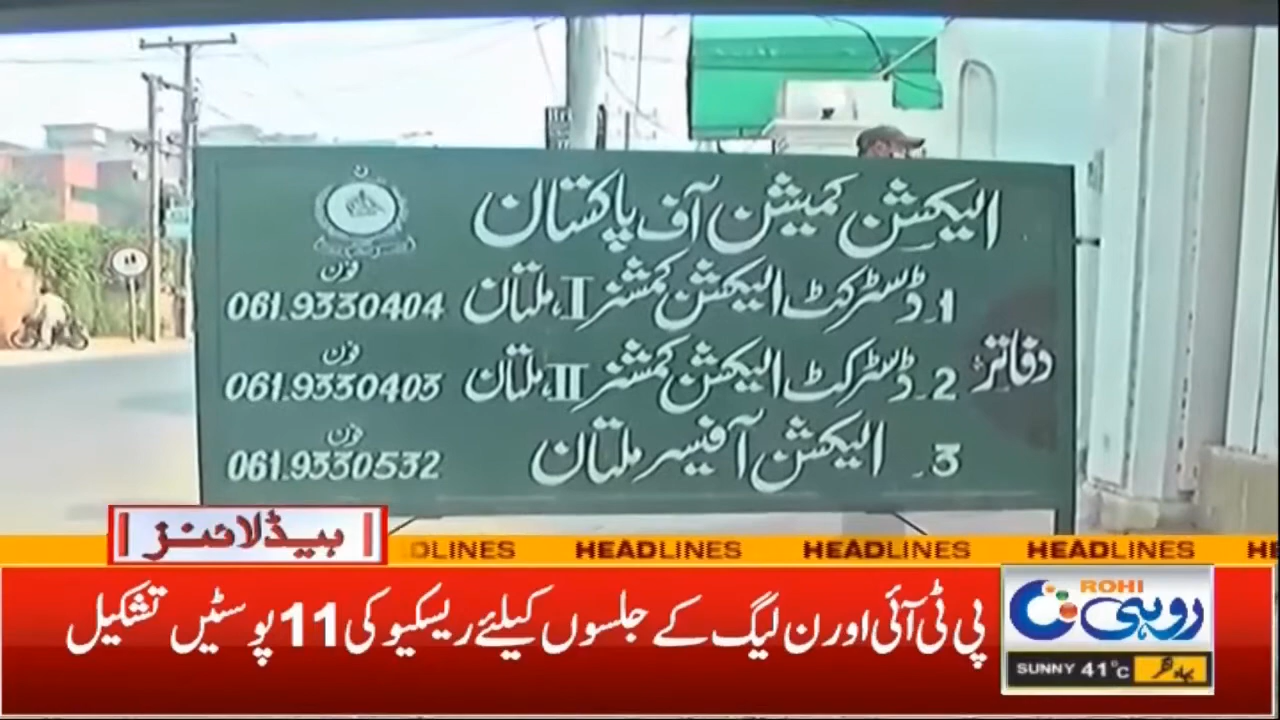 الیکشن کمیشن آف پاکستان
دفاتر
1۔ ڈسٹرکٹ الیکشن کمشنر I، ملتان فون 061.9330404
2۔ ڈسٹرکٹ الیکشن کمشنر II، ملتان فون 061.9330403
3۔ الیکشن آفیسر ملتان فون 061.9330532
ہیڈلائنز
DLINES HEADLINES HEADLINES HEADLINES HE
پی ٹی آئی اور ن لیگ کے جلسوں کیلئے ریسکیو کی 11 پوسٹیں تشکیل
ROHI
روہی
SUNNY 41°C بہاولنگر